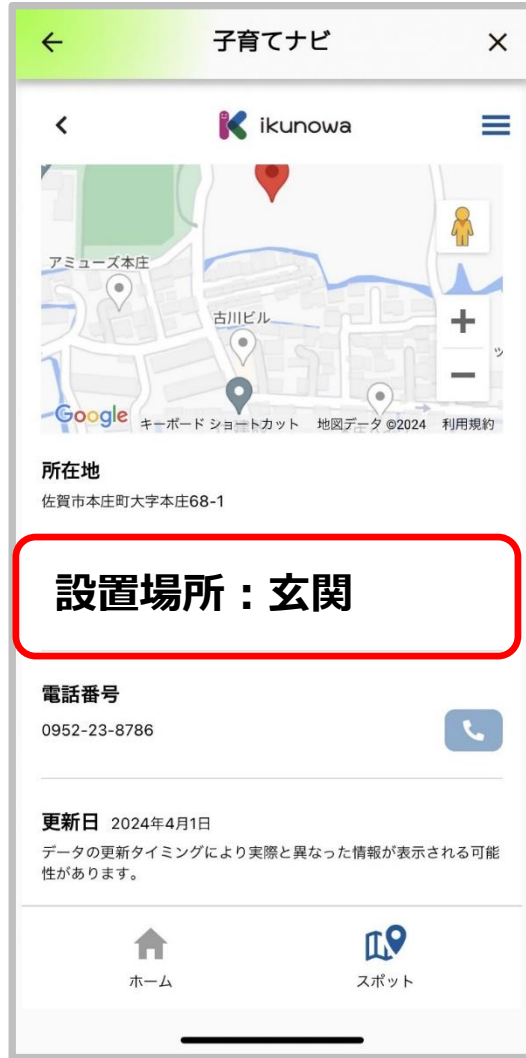 子育てナビ
ikunowa
アミューズ本庄
古川ビル
ッ
Google キーボード ショートカット 地図データ ©2024 利用規約
所在地
佐賀市本庄町大字本庄68-1
設置場所：玄関
電話番号
0952-23-8786
更新日 2024年4月1日
データの更新タイミングにより実際と異なった情報が表示される可能
性があります。
ホーム スポット